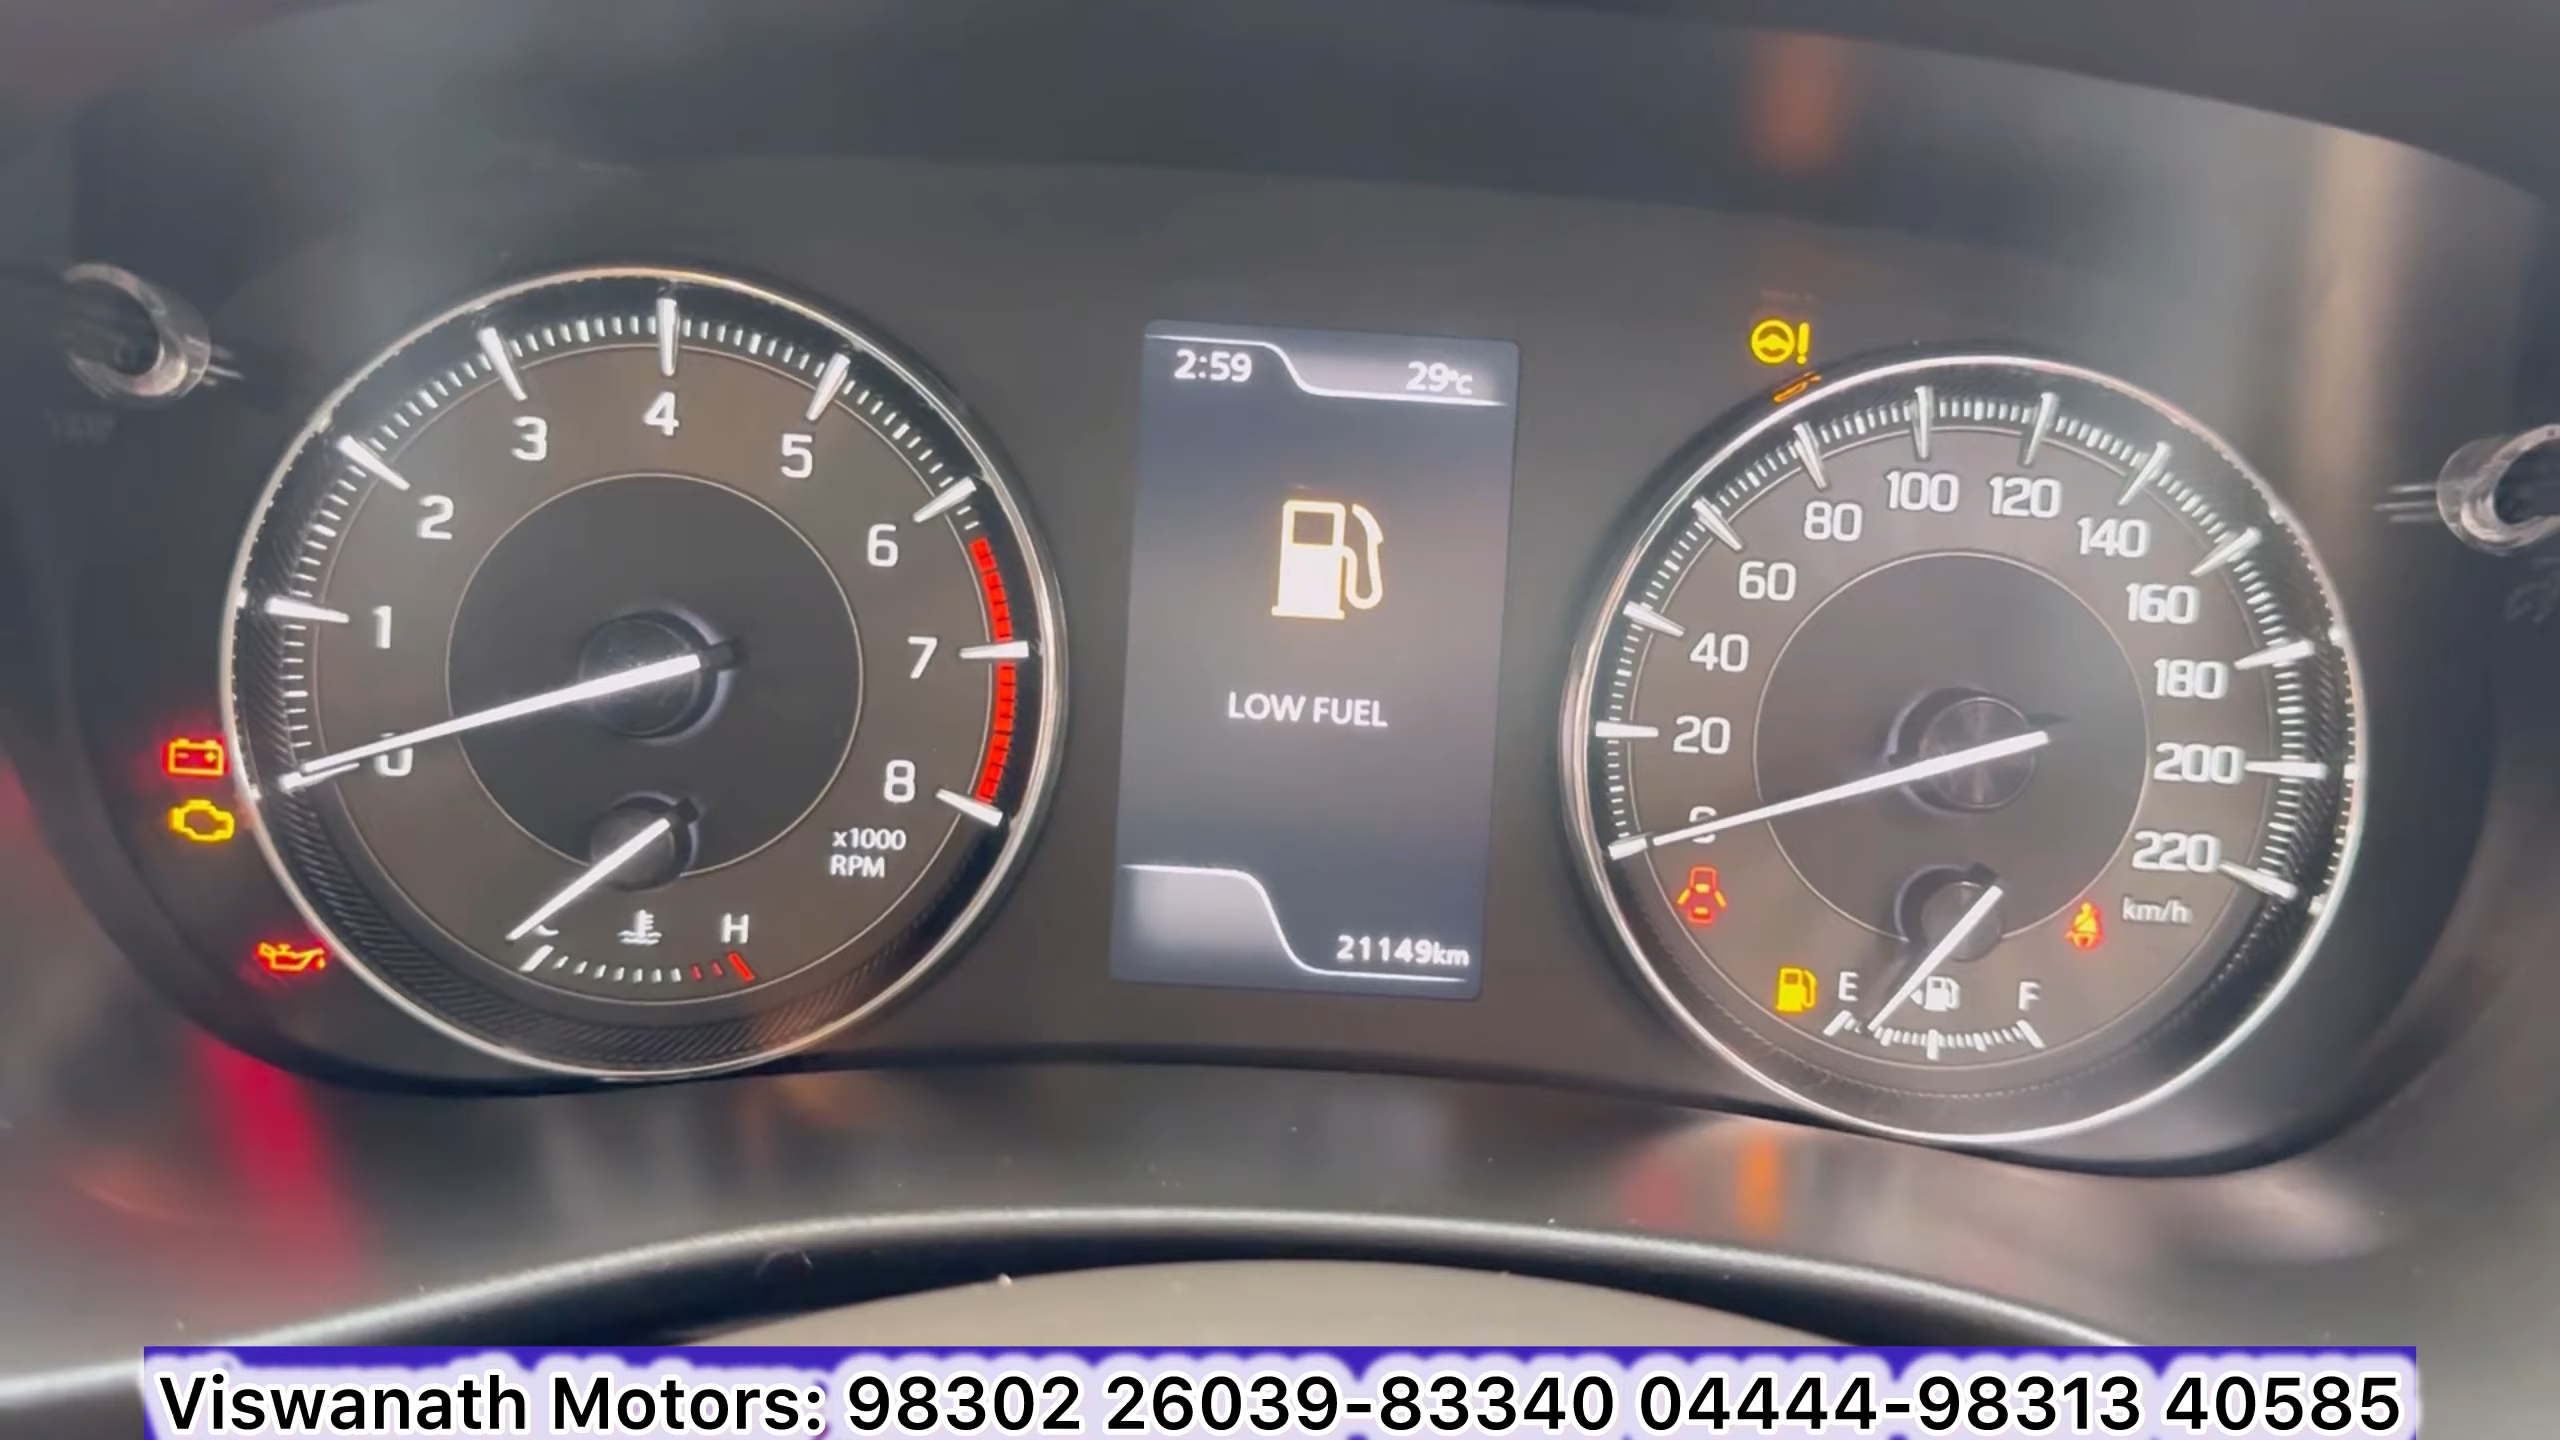 2:59 29°C
0 1 2 3 4 5 6 7 8
x1000
RPM
H
LOW FUEL
21149km
20 40 60 80 100 120 140 160 180 200 220
km/h
E F
Viswanath Motors: 98302 26039-83340 04444-98313 40585